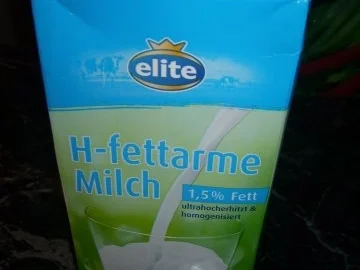 elite
H-fettarme
Milch
1,5% Fett
ultrahocherhitzt &
homogenisiert